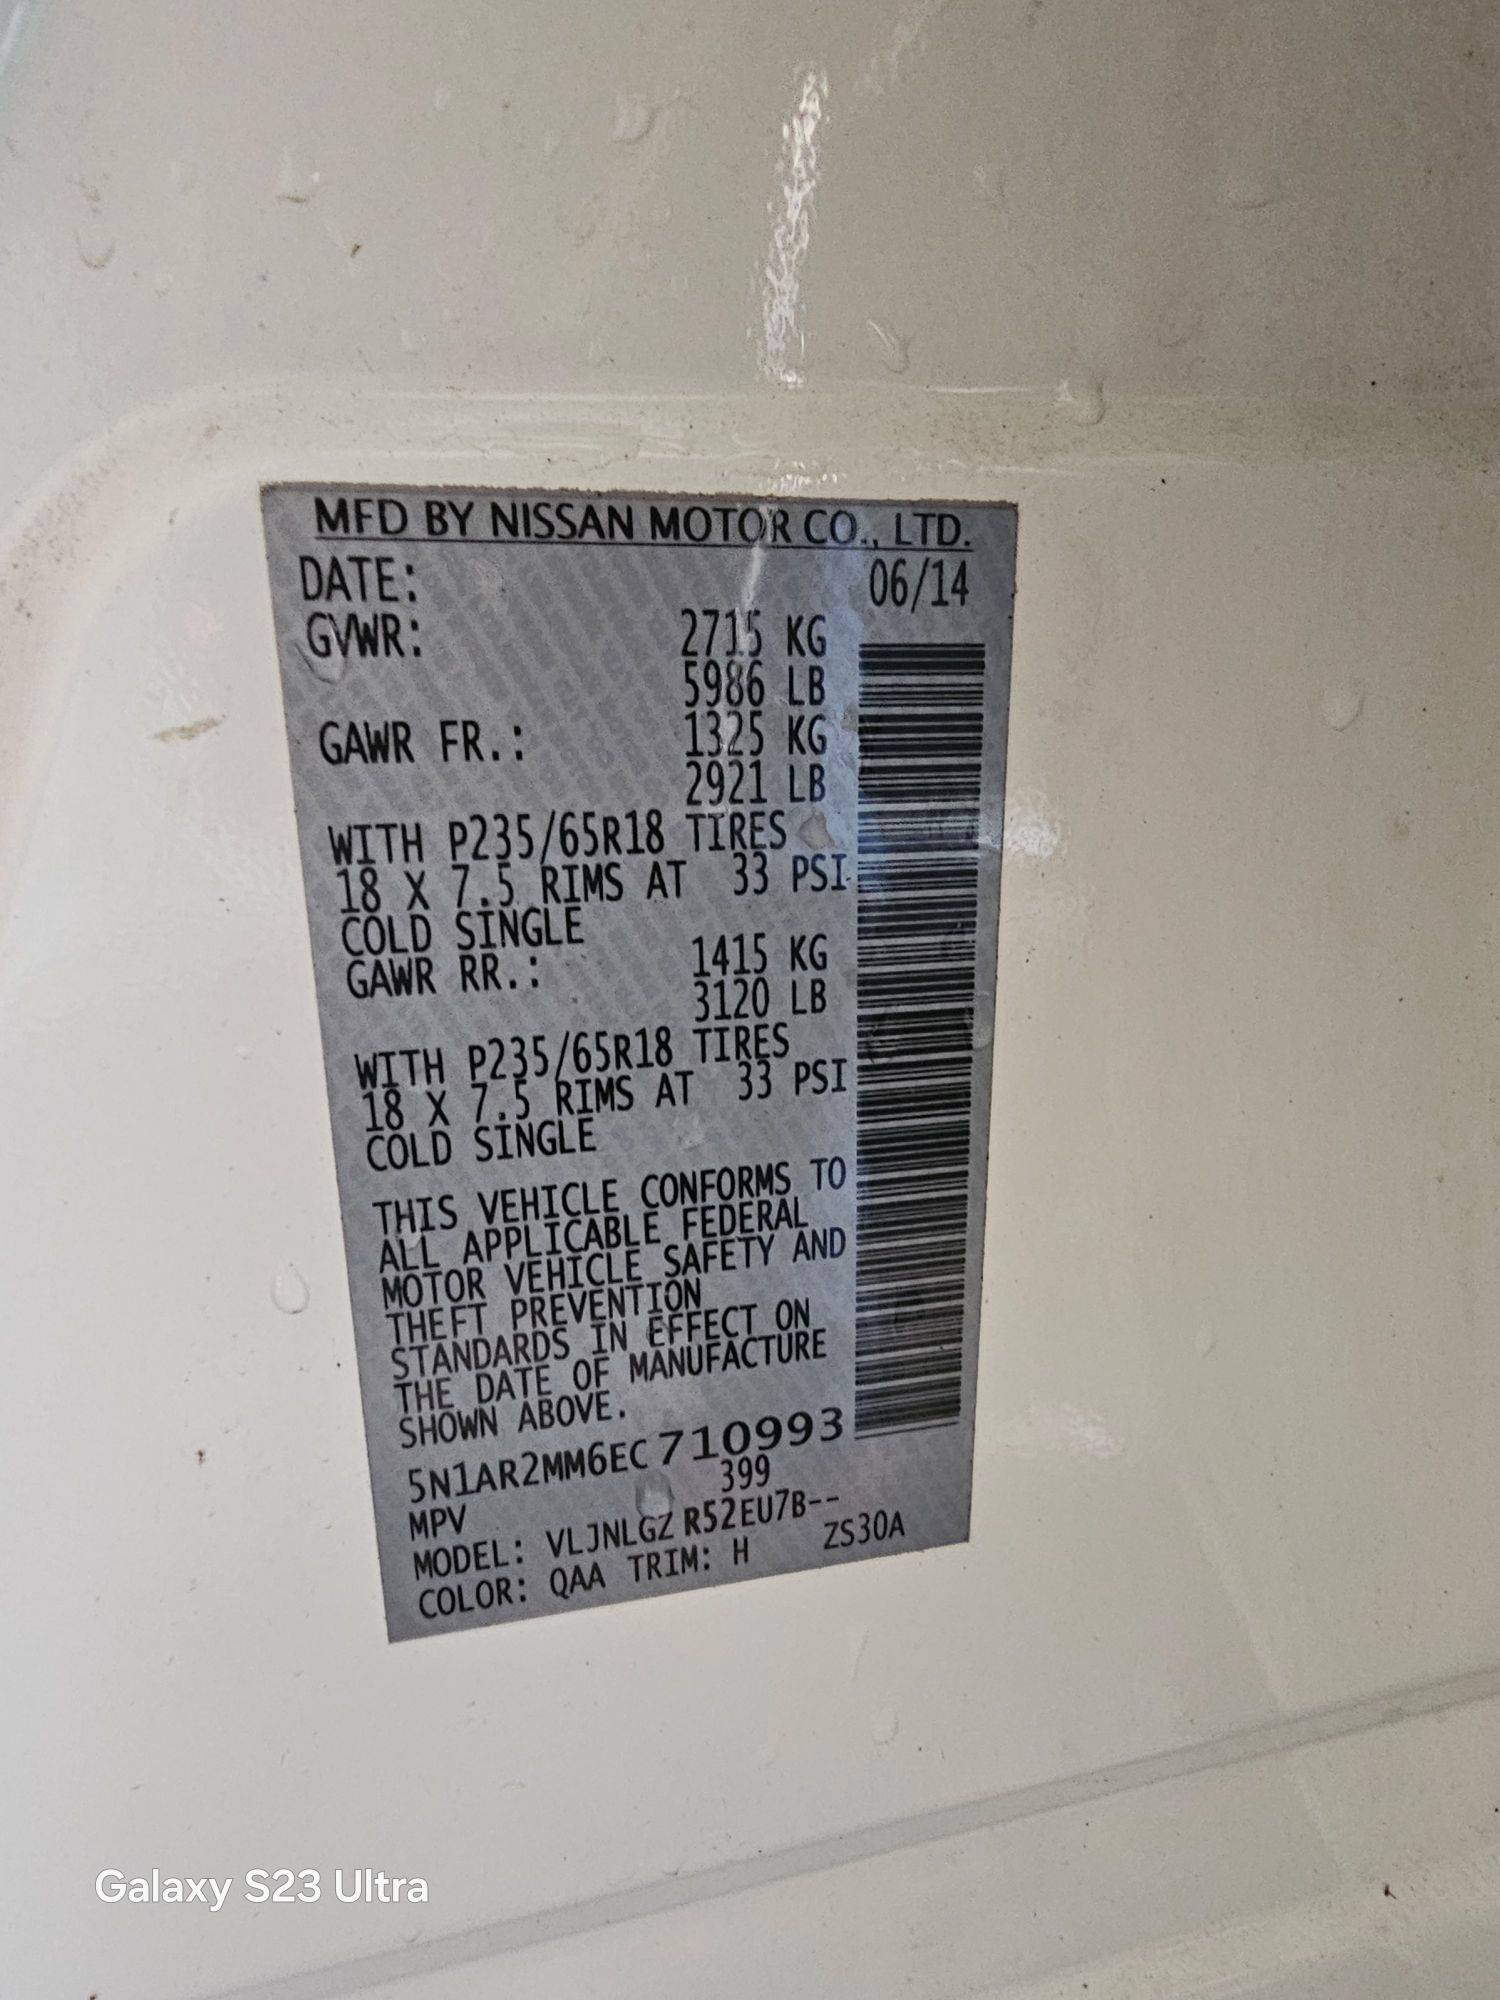 MFD BY NISSAN MOTOR CO., LTD.
DATE: 06/14
GVWR: 2715 KG
5986 LB
GAWR FR.: 1325 KG
2921 LB
WITH P235/65R18 TIRES
18 X 7.5 RIMS AT 33 PSI
COLD SINGLE
GAWR RR.: 1415 KG
3120 LB
WITH P235/65R18 TIRES
18 X 7.5 RIMS AT 33 PSI
COLD SINGLE
THIS VEHICLE CONFORMS TO
ALL APPLICABLE FEDERAL
MOTOR VEHICLE SAFETY AND
THEFT PREVENTION
STANDARDS IN EFFECT ON
THE DATE OF MANUFACTURE
SHOWN ABOVE.
5N1AR2MM6EC710993
MPV 399
MODEL: VLJNLGZ R52EU7B--
COLOR: QAA TRIM: H ZS30A
Galaxy S23 Ultra